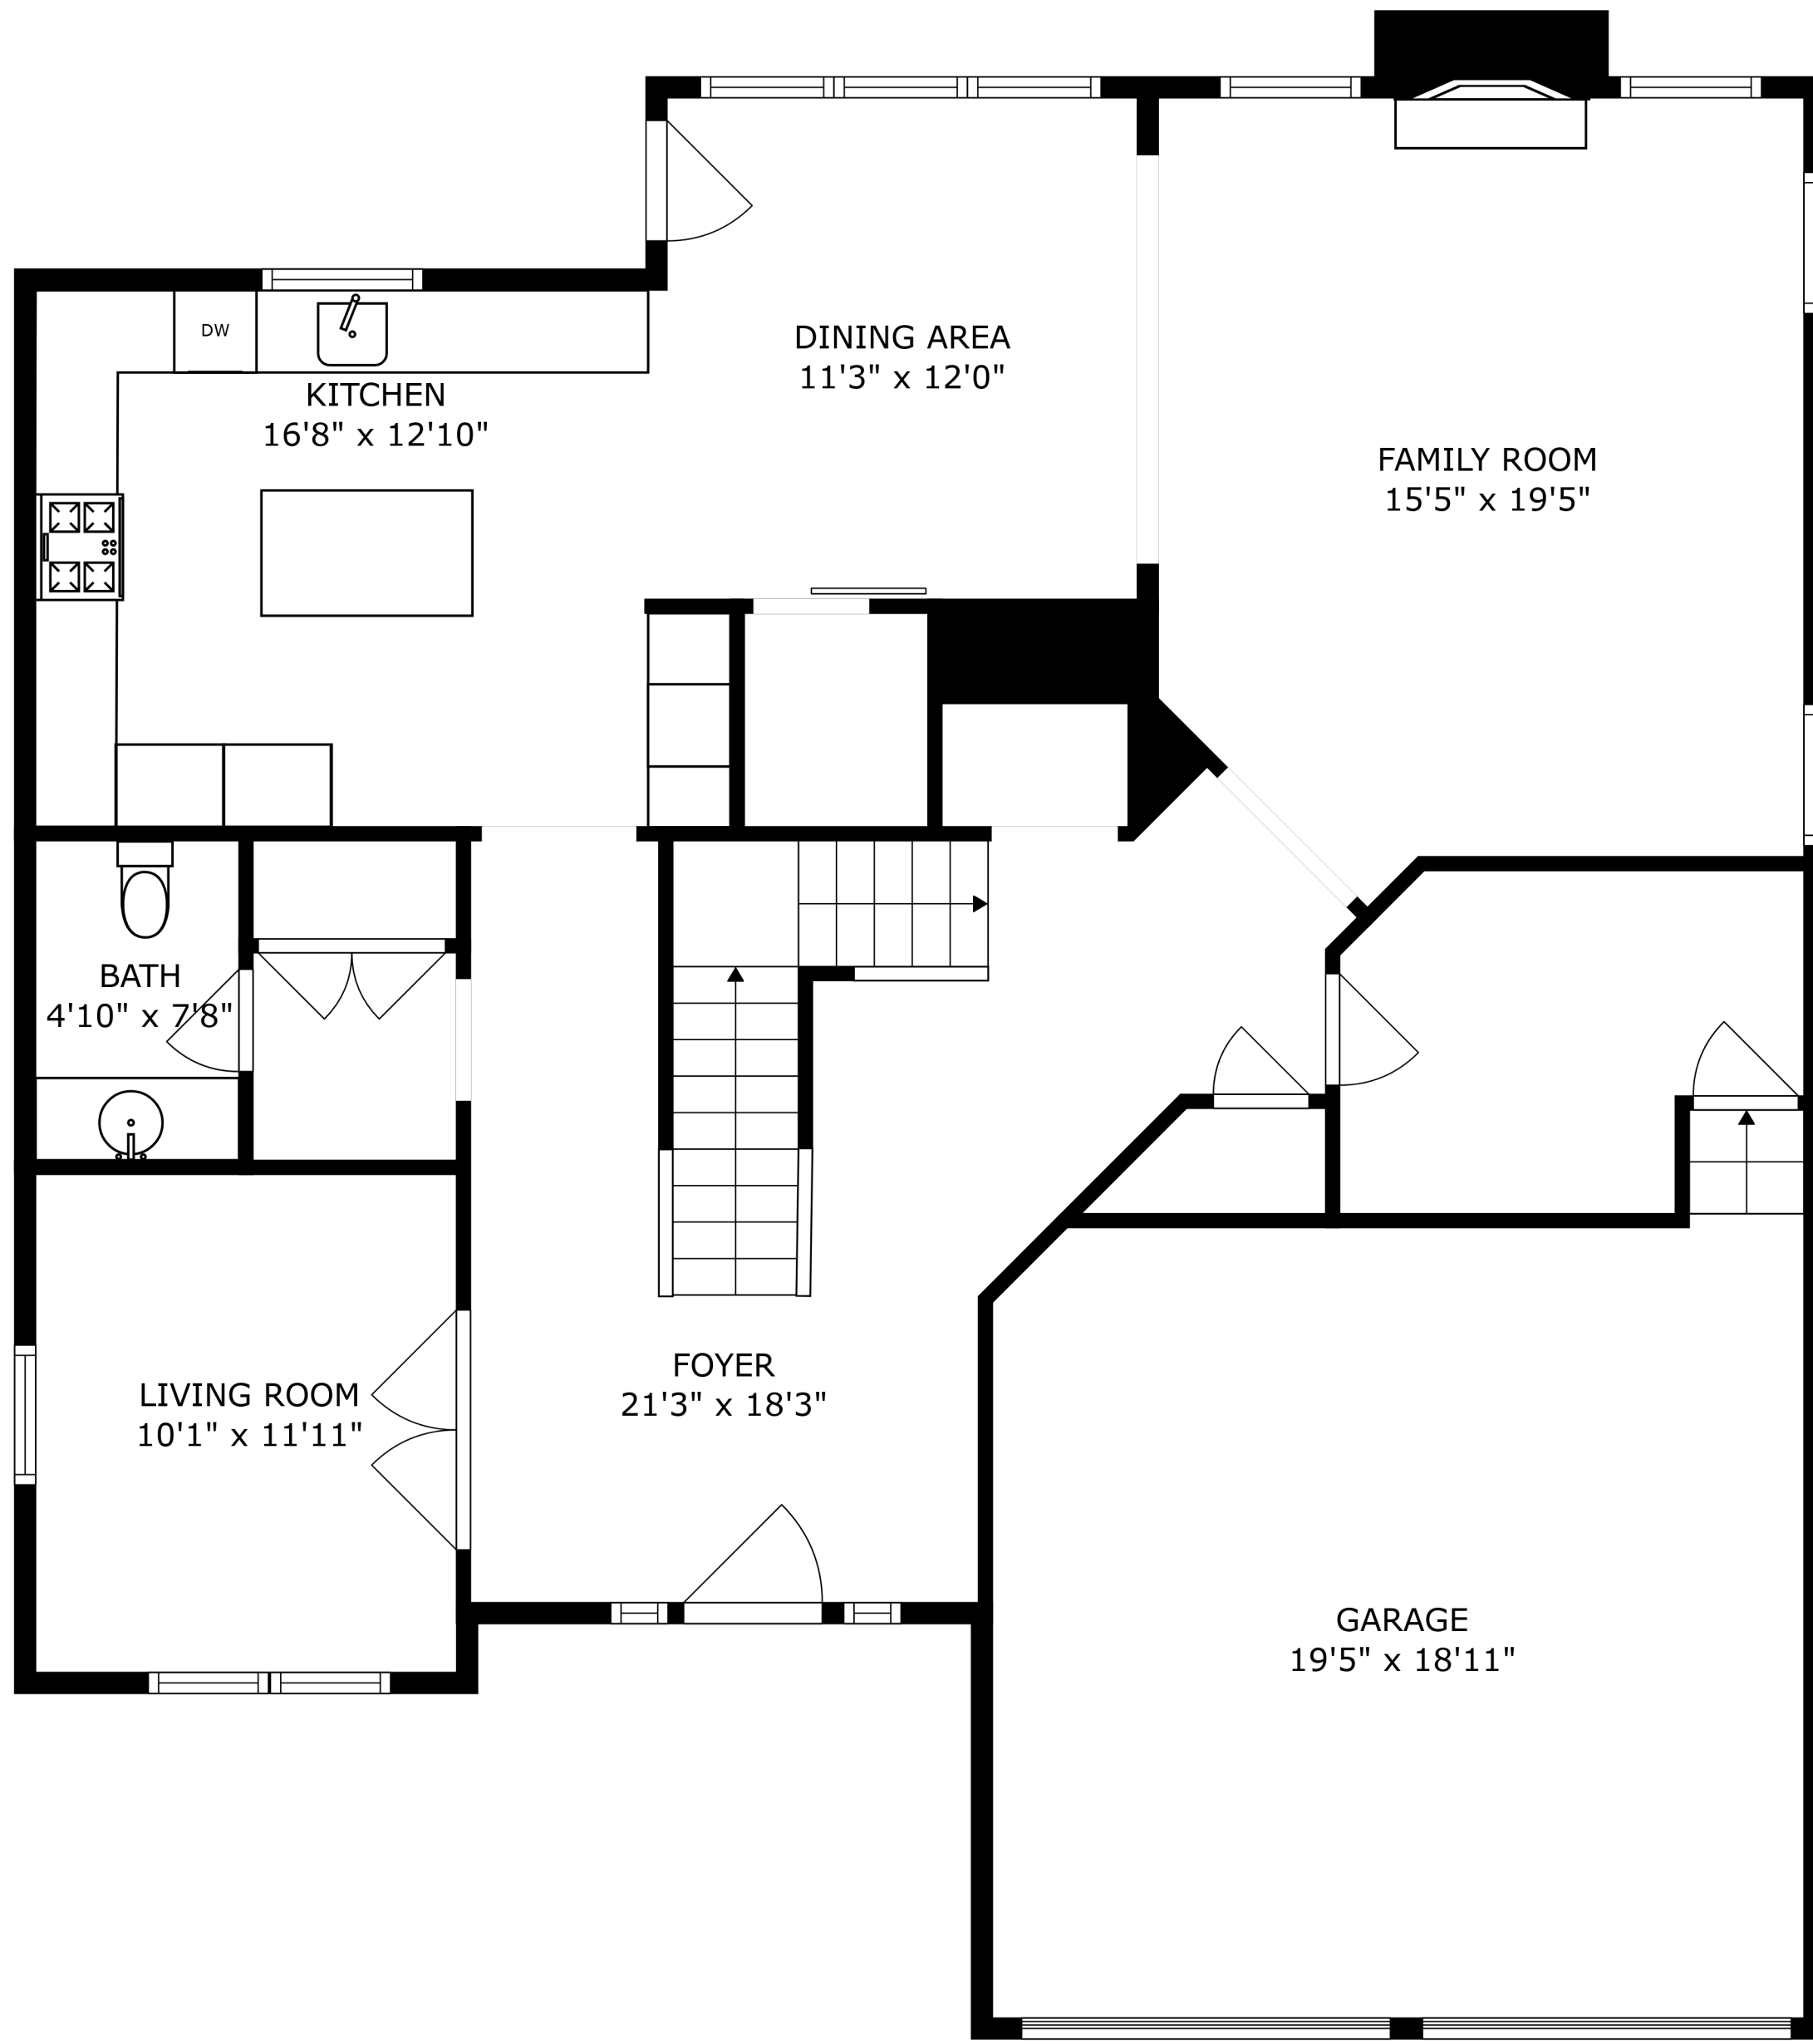 DINING AREA
11'3" x 12'0"
DW
KITCHEN
16'8" x 12'10"
FAMILY ROOM
15'5" x 19'5"
BATH
4'10" x 7'8"
LIVING ROOM
10'1" x 11'11"
FOYER
21'3" x 18'3"
GARAGE
19'5" x 18'11"